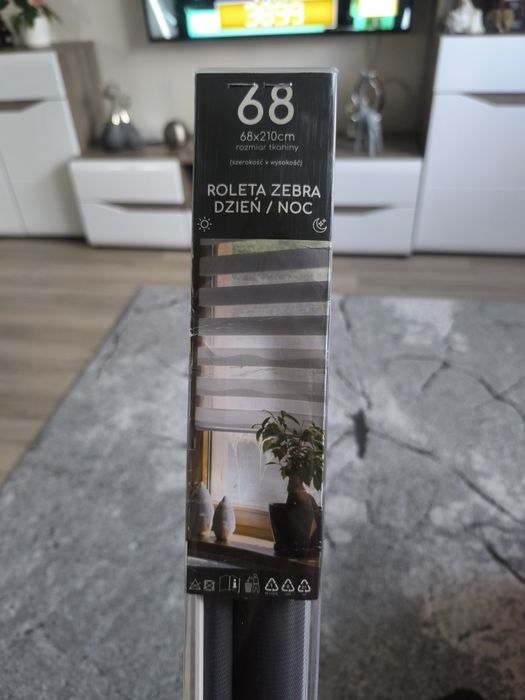 68
68x210cm
rozmiar tkaniny
(szerokość x wysokość)
ROLETA ZEBRA
DZIEŃ / NOC